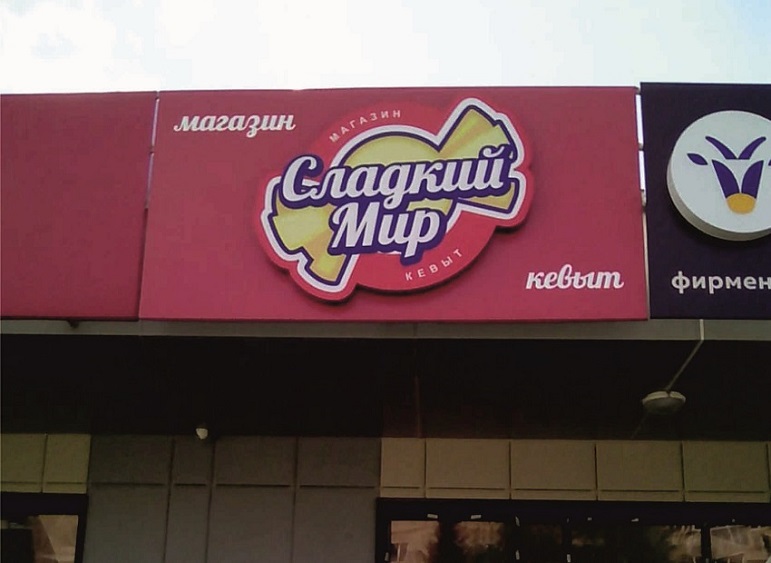 магазин
МАГАЗИН
Сладкий
Мир
КЕВЫТ
кевыт
фирмен